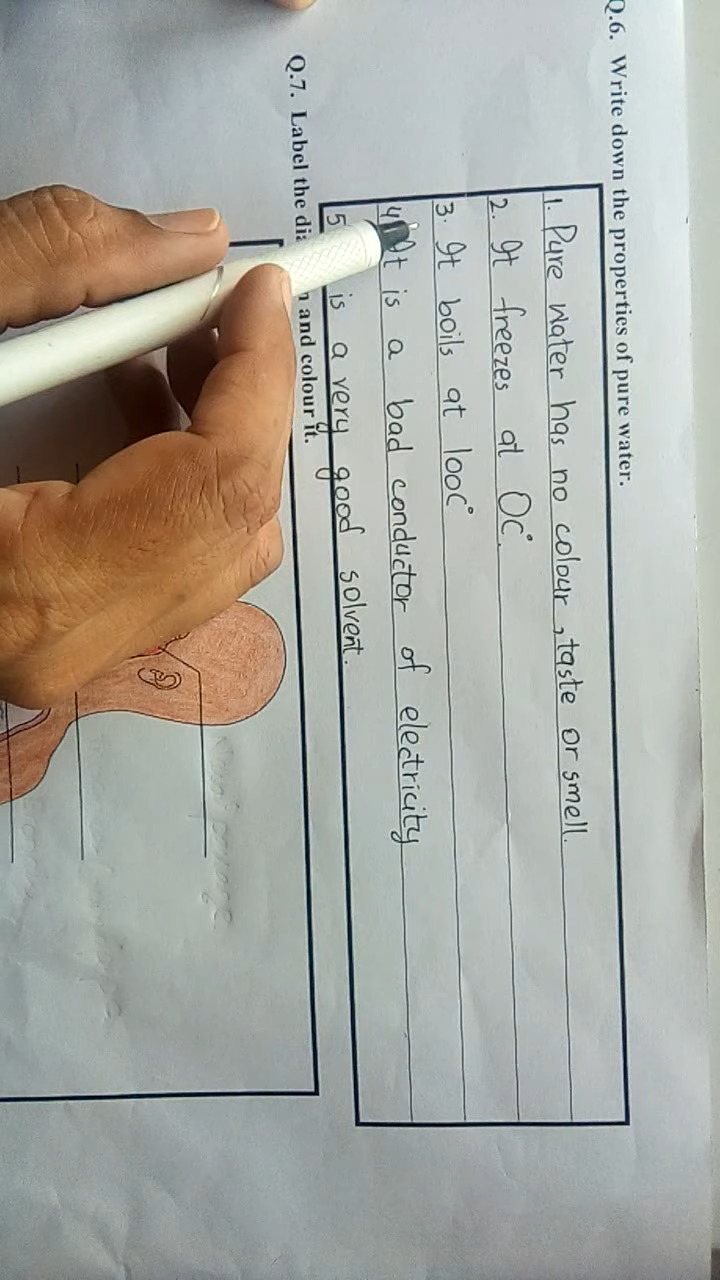 Q.6. Write down the properties of pure water.
1. Pure water has no colour, taste or smell.
2. It freezes at 0c°.
3. It boils at 100c°
4. It is a bad conductor of electricity
5. is a very good solvent.
Q.7. Label the and colour it.